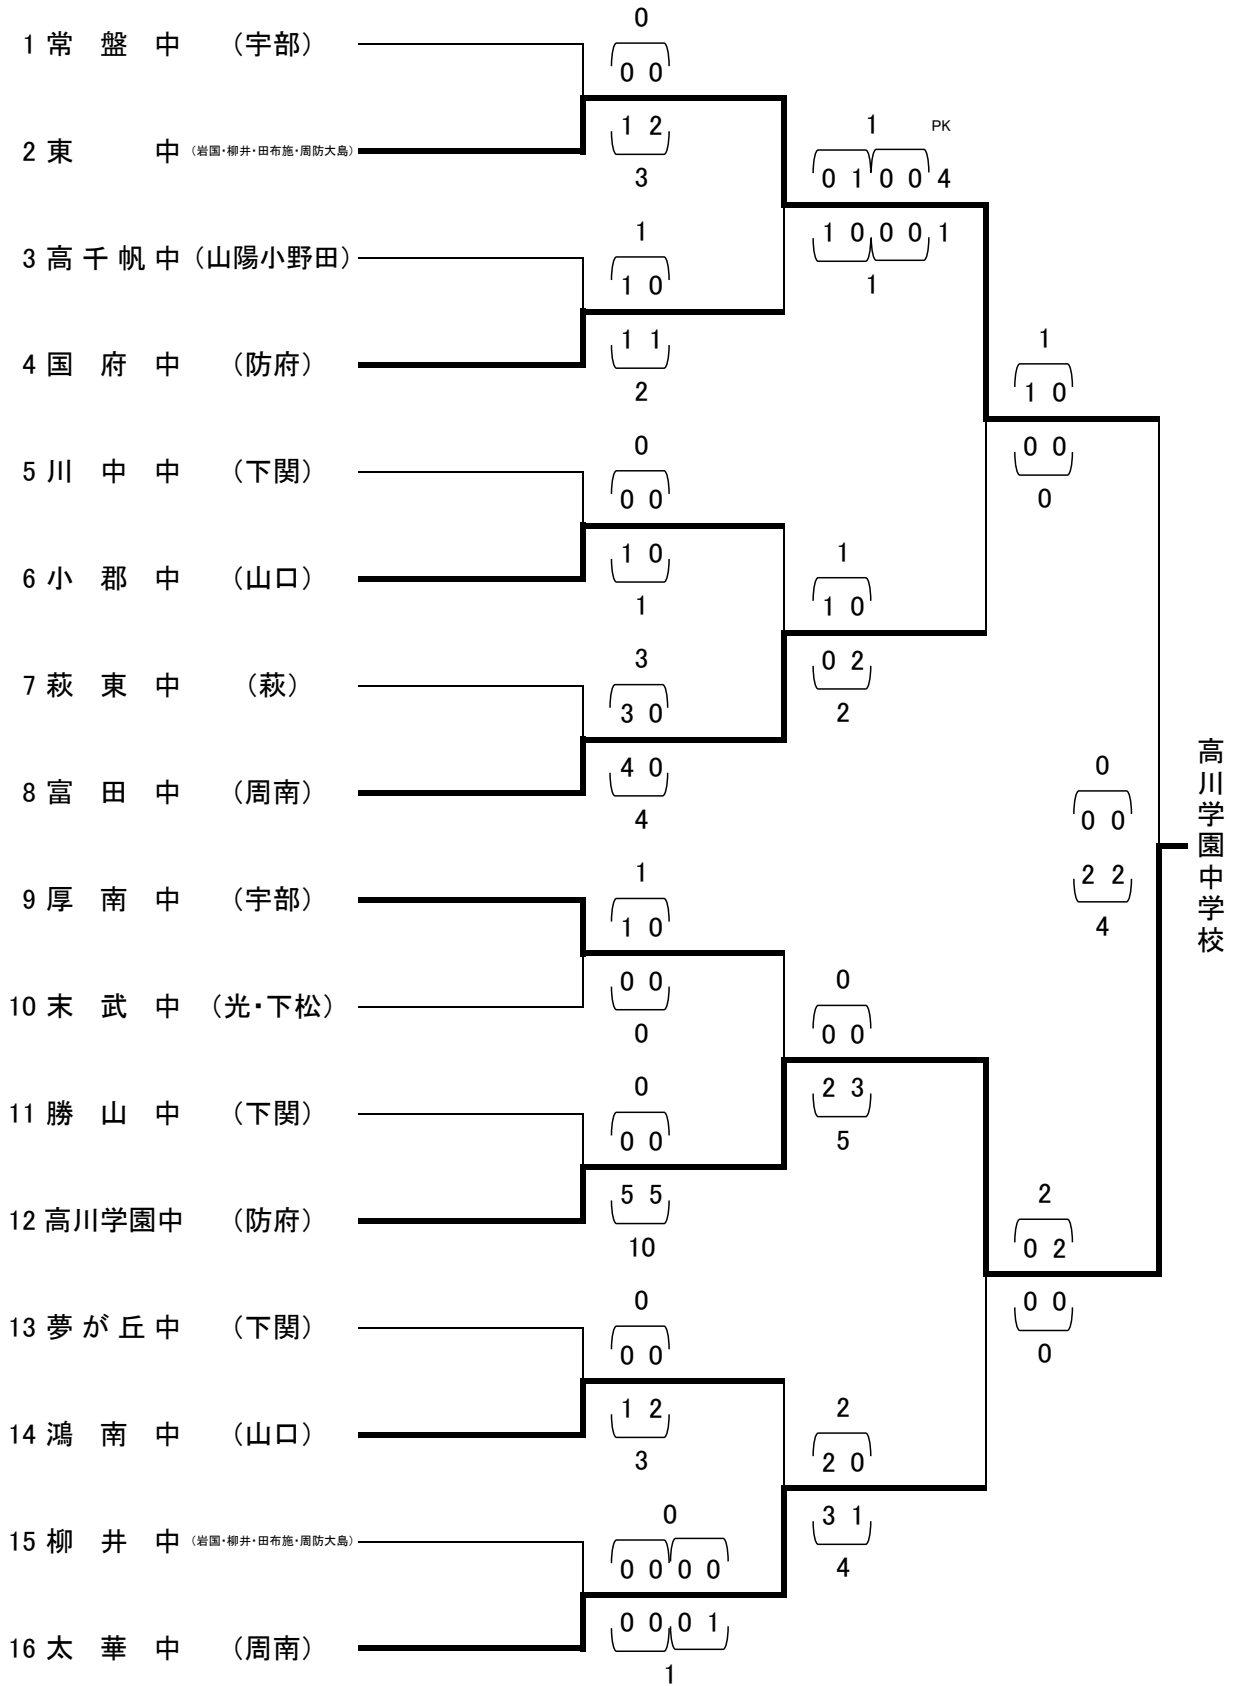 0
1 常 盤 中 （宇部）
0 0
1 2
1 PK
2 東 中 （岩国・柳井・田布施・周防大島）
3
0 1 0 0 4
1
1 0 0 0 1
3 高 千 帆 中 （山陽小野田）
1 0
1
1 1
1
4 国 府 中 （防府）
2
1 0
0
0 0
5 川 中 中 （下関）
0 0
0
1 0
1
6 小 郡 中 （山口）
1
1 0
3
0 2
7 萩 東 中 （萩）
3 0
2
4 0
0
8 富 田 中 （周南）
4
0 0
高川学園中学校
1
2 2
9 厚 南 中 （宇部）
1 0
4
0 0
0
10 末 武 中 （光・下松）
0
0 0
0
2 3
11 勝 山 中 （下関）
0 0
5
5 5
2
12 高川学園中 （防府）
10
0 2
0
0 0
13 夢 が 丘 中 （下関）
0 0
0
1 2
2
14 鴻 南 中 （山口）
3
2 0
0
3 1
15 柳 井 中 （岩国・柳井・田布施・周防大島）
0 0 0 0
4
0 0 0 1
16 太 華 中 （周南）
1